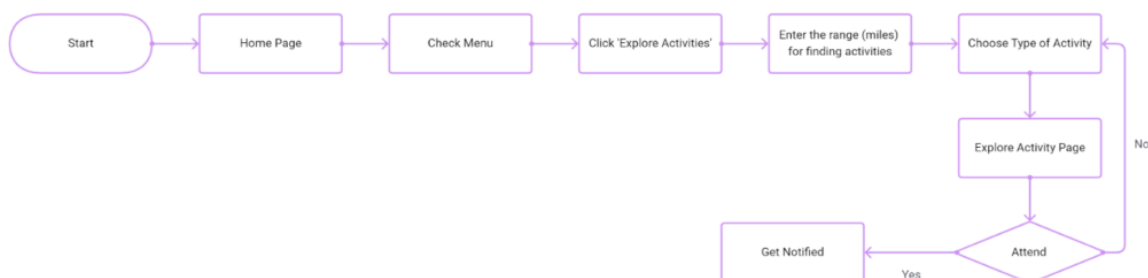 Start
Home Page
Check Menu
Click 'Explore Activities'
Enter the range (miles)
for finding activities
Choose Type of Activity
Explore Activity Page
No
Get Notified
Attend
Yes